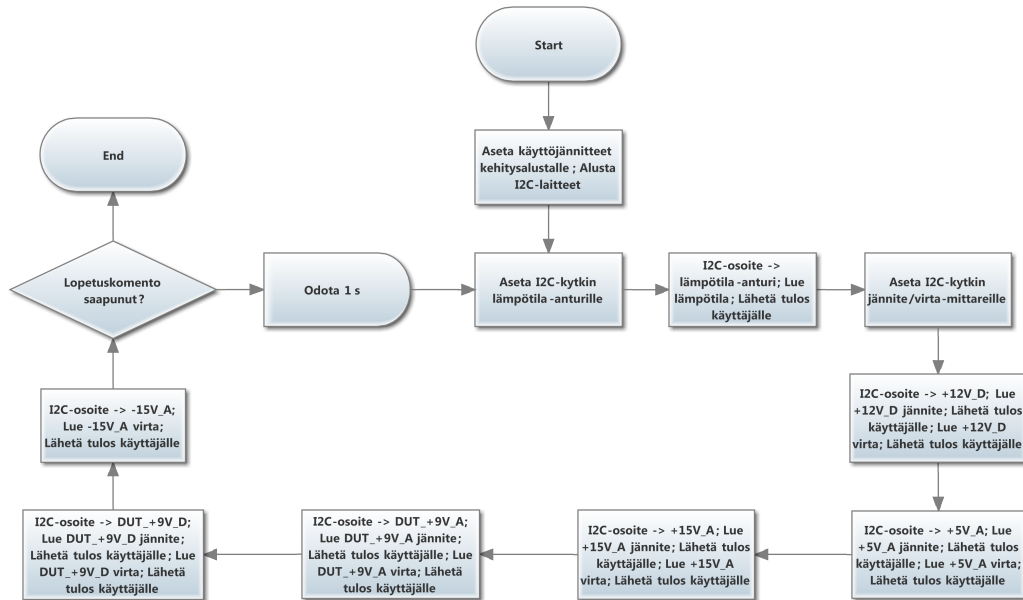 Start
Aseta käyttöjännitteet
kehitysalustalle ; Alusta
I2C-laitteet
End
Lopetuskomento
saapunut ?
Odota 1 s
Aseta I2C-kytkin
lämpötila -anturille
I2C-osoite ->
lämpötila -anturi; Lue
lämpötila ; Lähetä tulos
käyttäjälle
Aseta I2C-kytkin
jännite/virta-mittareille
I2C-osoite -> +12V_D; Lue
+12V_D jännite; Lähetä tulos
käyttäjälle ; Lue +12V_D
virta; Lähetä tulos käyttäjälle
I2C-osoite -> +5V_A; Lue
+5V_A jännite; Lähetä tulos
käyttäjälle; Lue +5V_A virta;
Lähetä tulos käyttäjälle
I2C-osoite -> +15V_A; Lue
+15V_A jännite; Lähetä tulos
käyttäjälle; Lue +15V_A
virta; Lähetä tulos käyttäjälle
I2C-osoite -> DUT_+9V_A;
Lue DUT_+9V_A jännite;
Lähetä tulos käyttäjälle ; Lue
DUT_+9V_A virta; Lähetä
tulos käyttäjälle
I2C-osoite -> DUT_+9V_D;
Lue DUT_+9V_D jännite;
Lähetä tulos käyttäjälle ; Lue
DUT_+9V_D virta; Lähetä
tulos käyttäjälle
I2C-osoite -> -15V_A;
Lue -15V_A virta;
Lähetä tulos käyttäjälle